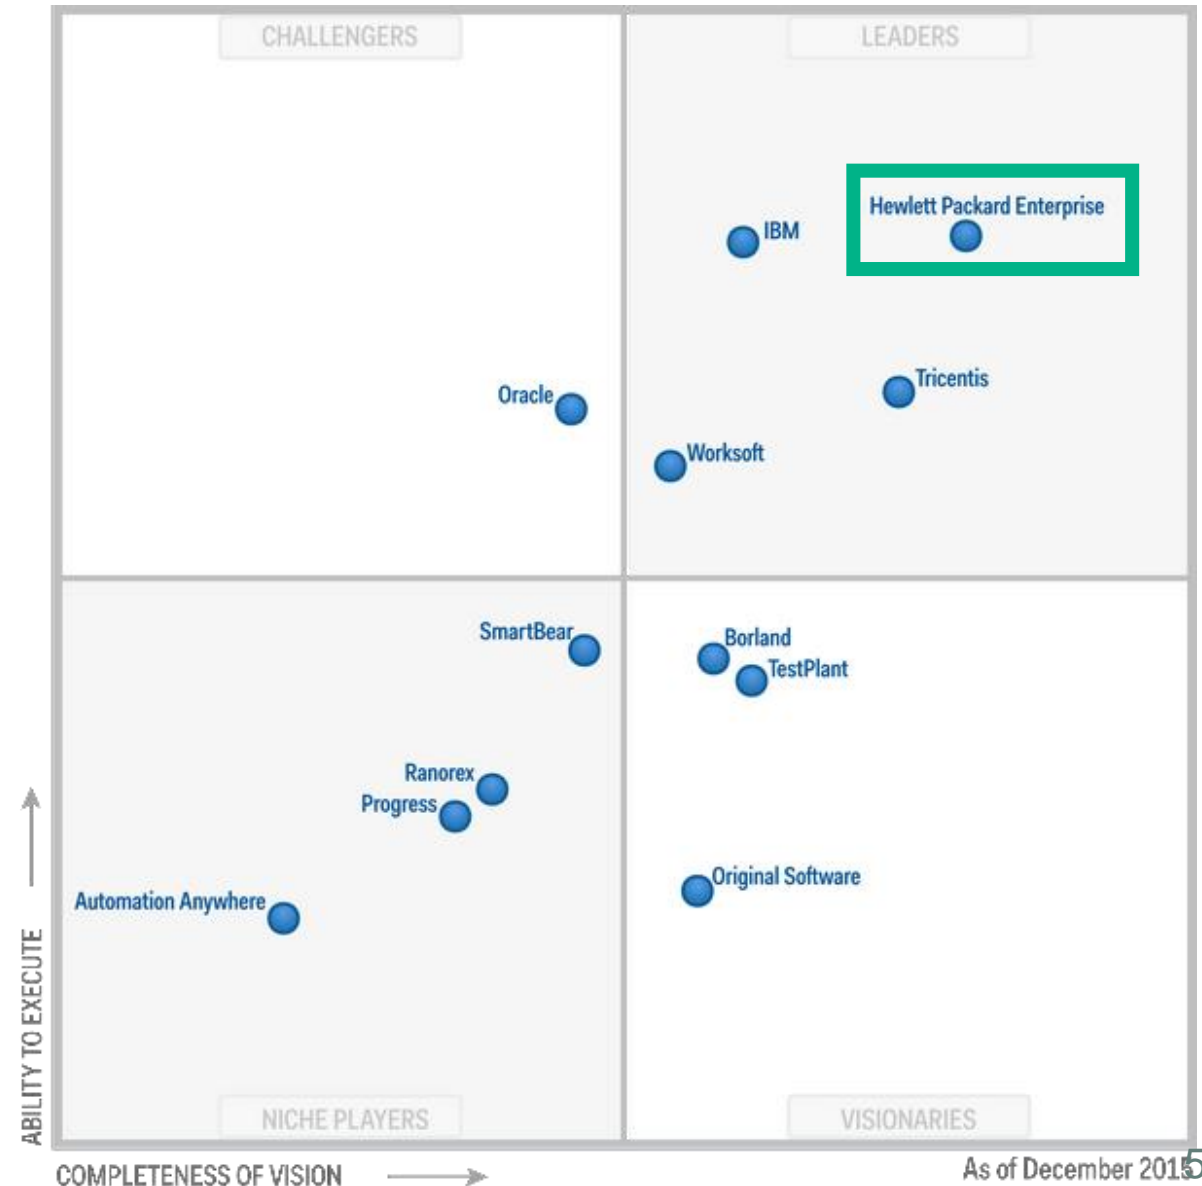 CHALLENGERS
LEADERS
Hewlett Packard Enterprise
IBM
Tricentis
Oracle
Worksoft
SmartBear
Borland
TestPlant
Ranorex
Progress
Original Software
Automation Anywhere
ABILITY TO EXECUTE
NICHE PLAYERS
VISIONARIES
COMPLETENESS OF VISION
As of December 2015
5